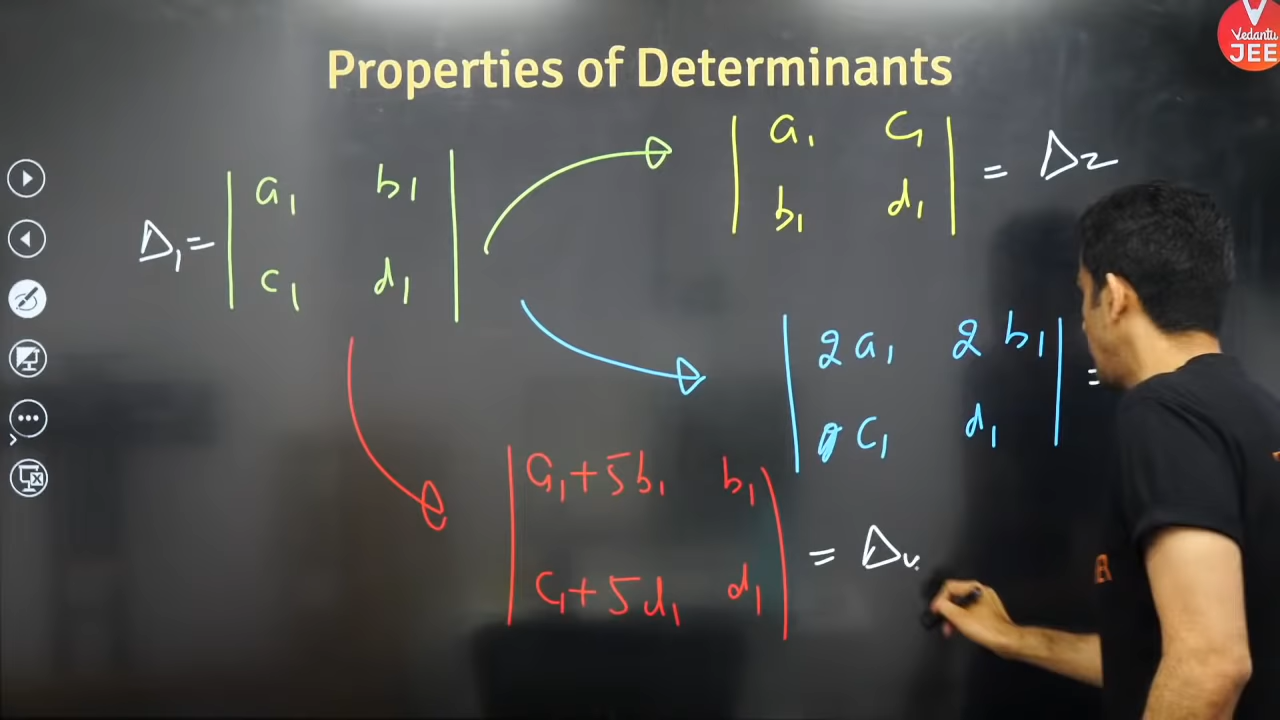 Vedantu
JEE
Properties of Determinants
Δ₁ = | a₁ b₁ |
| c₁ d₁ |
| a₁ c₁ | = Δ₂
| b₁ d₁ |
| 2a₁ 2b₁ | =
| c₁ d₁ |
| a₁+5b₁ b₁ | = Δ
| c₁+5d₁ d₁ |